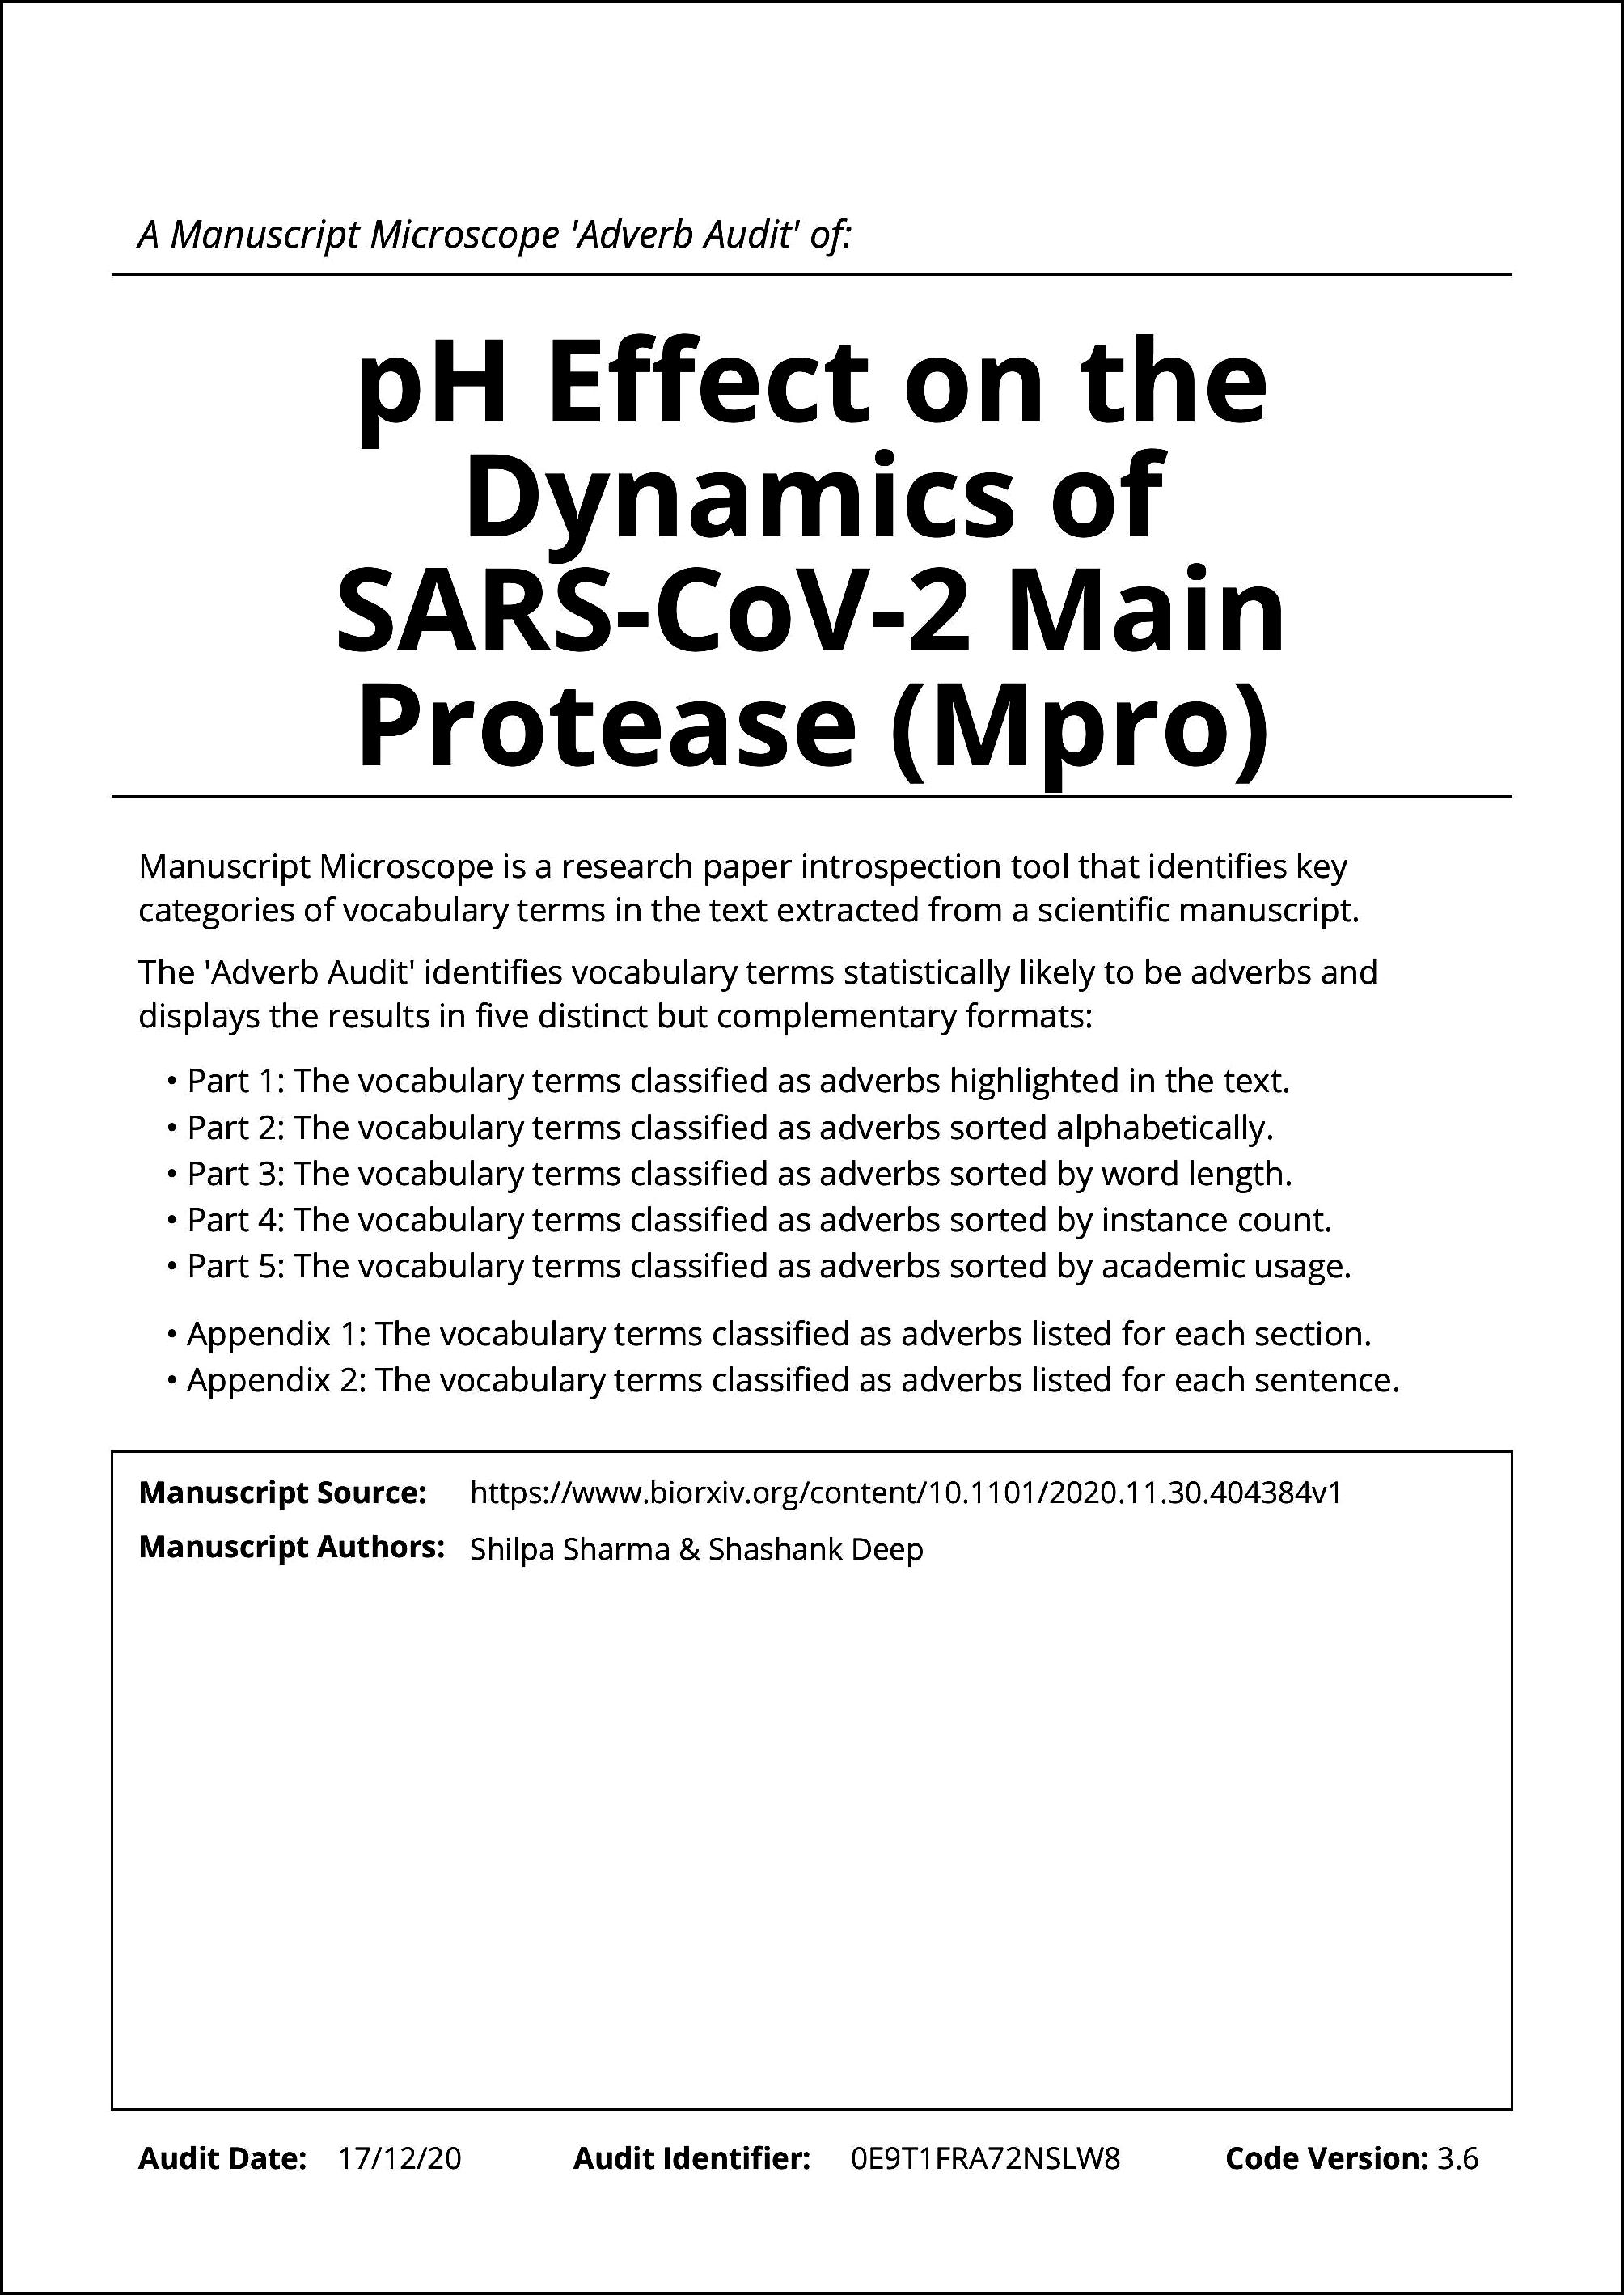 A Manuscript Microscope 'Adverb Audit' of:
pH Effect on the
Dynamics of
SARS-CoV-2 Main
Protease (Mpro)
Manuscript Microscope is a research paper introspection tool that identifies key
categories of vocabulary terms in the text extracted from a scientific manuscript.
The 'Adverb Audit' identifies vocabulary terms statistically likely to be adverbs and
displays the results in five distinct but complementary formats:
• Part 1: The vocabulary terms classified as adverbs highlighted in the text.
• Part 2: The vocabulary terms classified as adverbs sorted alphabetically.
• Part 3: The vocabulary terms classified as adverbs sorted by word length.
• Part 4: The vocabulary terms classified as adverbs sorted by instance count.
• Part 5: The vocabulary terms classified as adverbs sorted by academic usage.
• Appendix 1: The vocabulary terms classified as adverbs listed for each section.
• Appendix 2: The vocabulary terms classified as adverbs listed for each sentence.
Manuscript Source: https://www.biorxiv.org/content/10.1101/2020.11.30.404384v1
Manuscript Authors: Shilpa Sharma & Shashank Deep
Audit Date: 17/12/20 Audit Identifier: 0E9T1FRA72NSLW8 Code Version: 3.6